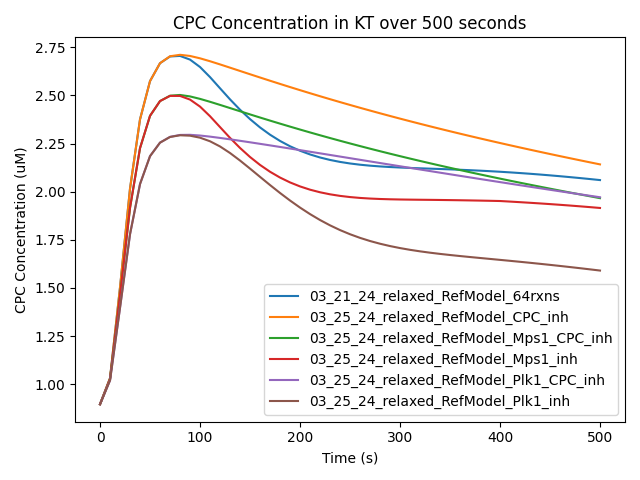 CPC Concentration in KT over 500 seconds
CPC Concentration (uM)
2.75
2.50
2.25
2.00
1.75
1.50
1.25
1.00
03_21_24_relaxed_RefModel_64rxns
03_25_24_relaxed_RefModel_CPC_inh
03_25_24_relaxed_RefModel_Mps1_CPC_inh
03_25_24_relaxed_RefModel_Mps1_inh
03_25_24_relaxed_RefModel_Plk1_CPC_inh
03_25_24_relaxed_RefModel_Plk1_inh
0 100 200 300 400 500
Time (s)